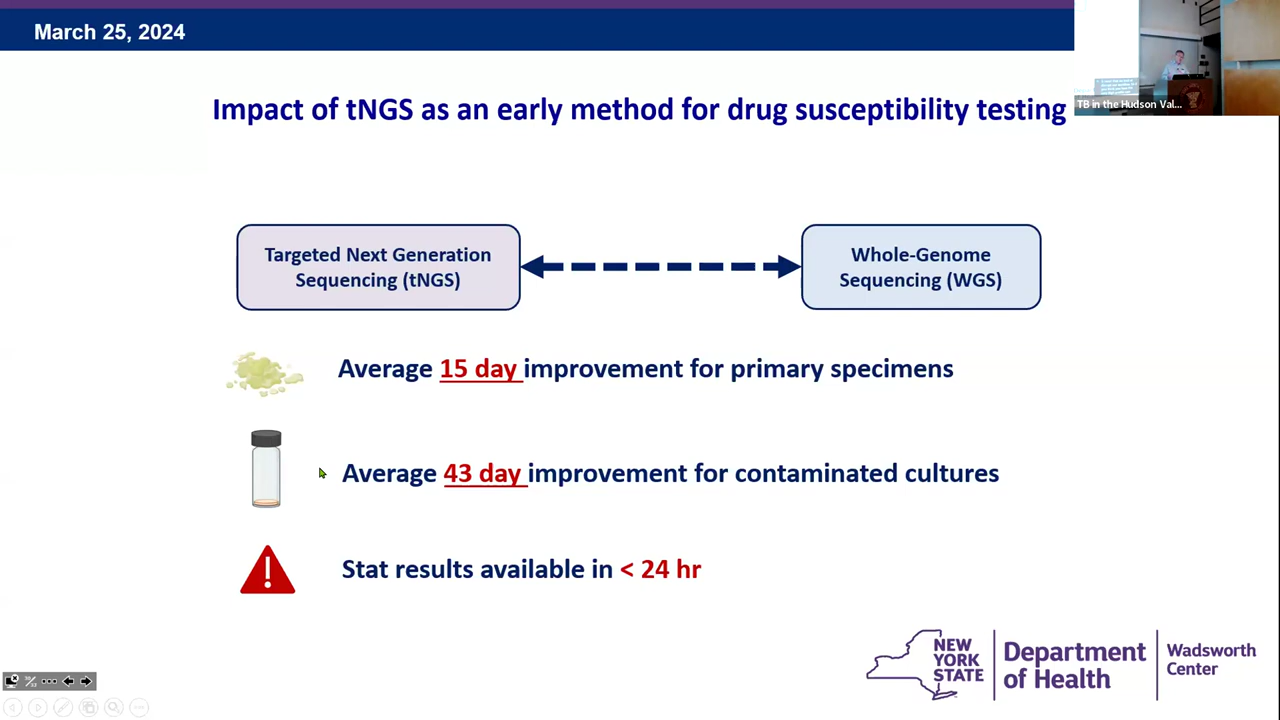 March 25, 2024
TB in the Hudson Val...
Impact of tNGS as an early method for drug susceptibility testing
Targeted Next Generation
Sequencing (tNGS)
Whole-Genome
Sequencing (WGS)
Average 15 day improvement for primary specimens
Average 43 day improvement for contaminated cultures
Stat results available in < 24 hr
NEW
YORK
STATE
Department
of Health
Wadsworth
Center